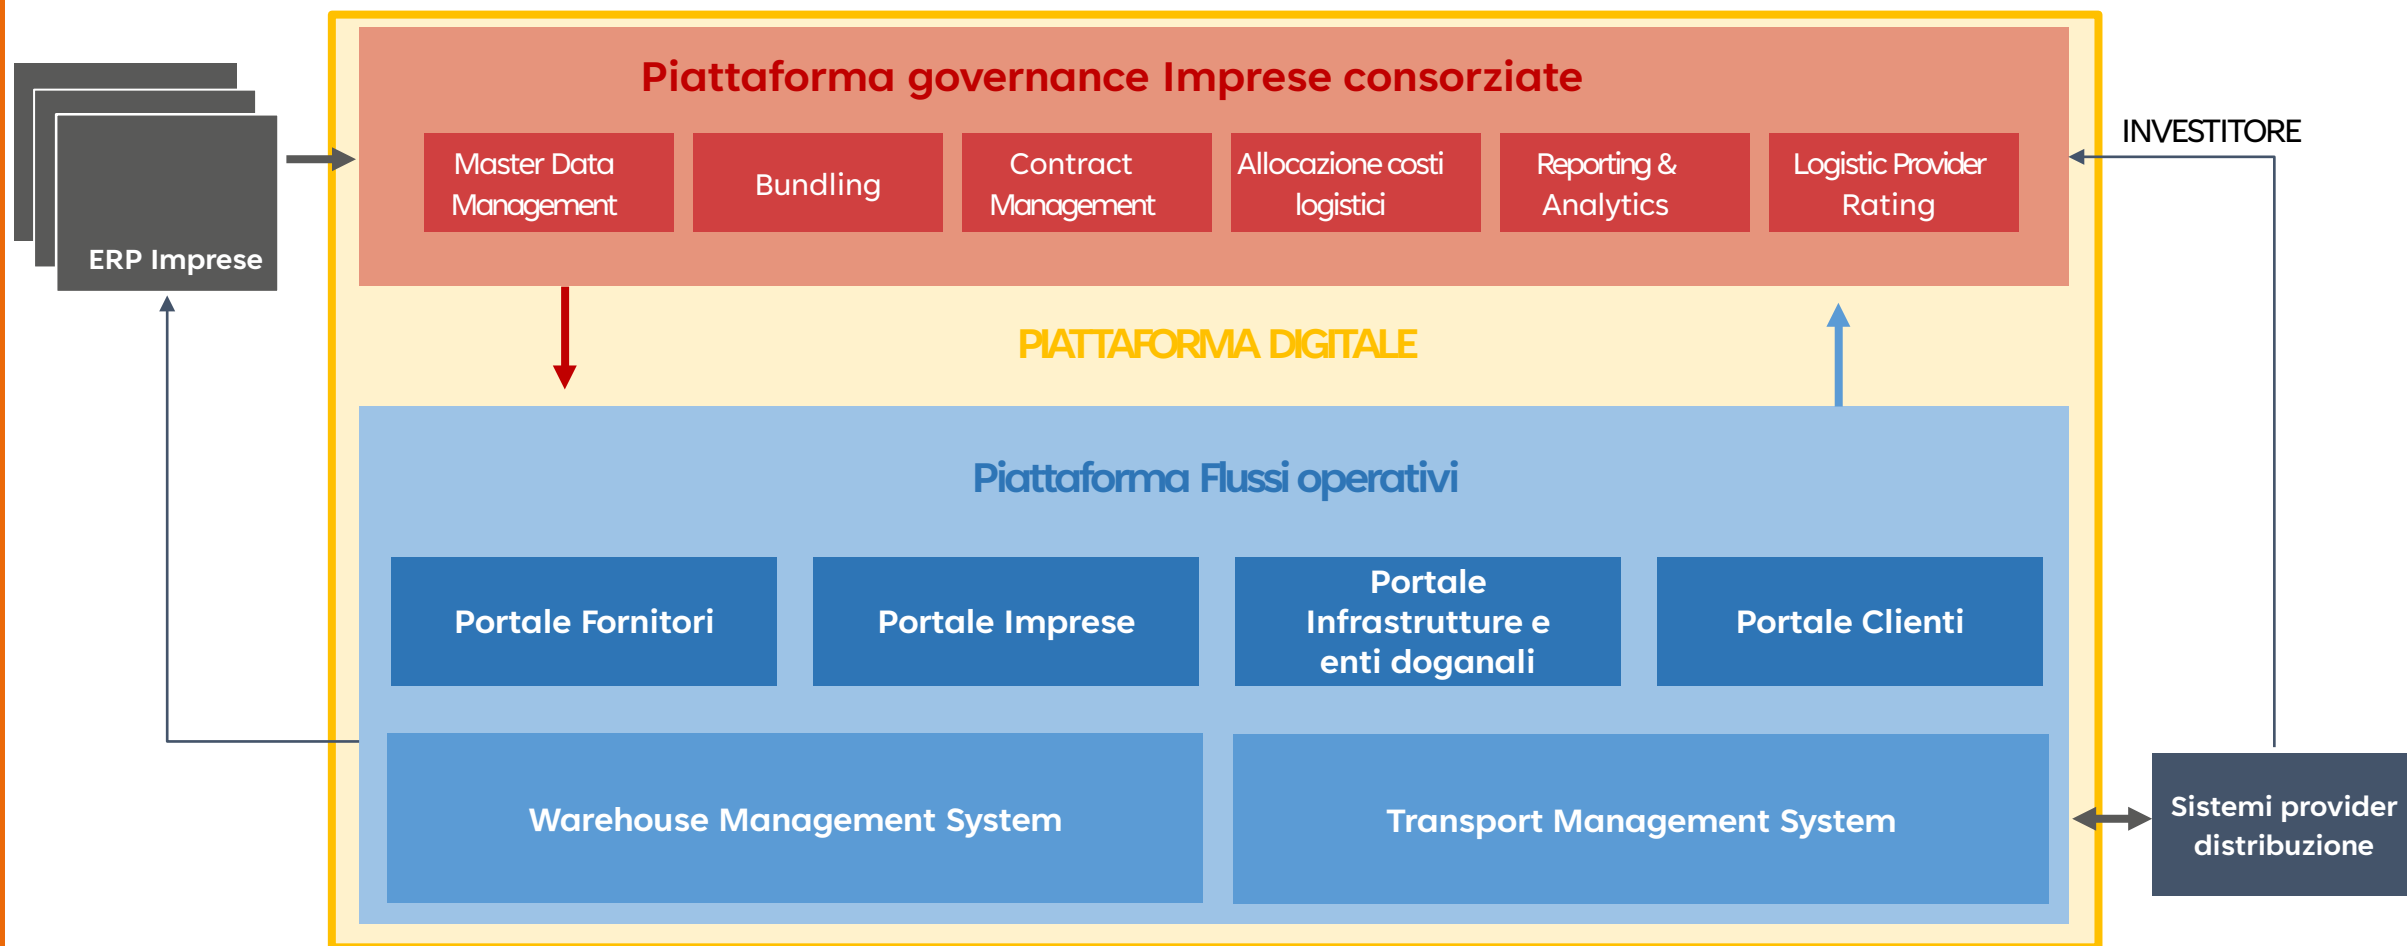 Piattaforma governance Imprese consorziate
INVESTITORE
Master Data
Management
Bundling
Contract
Management
Allocazione costi
logistici
Reporting &
Analytics
Logistic Provider
Rating
ERP Imprese
PIATTAFORMA DIGITALE
Piattaforma Flussi operativi
Portale Fornitori
Portale Imprese
Portale
Infrastrutture e
enti doganali
Portale Clienti
Warehouse Management System
Transport Management System
Sistemi provider
distribuzione